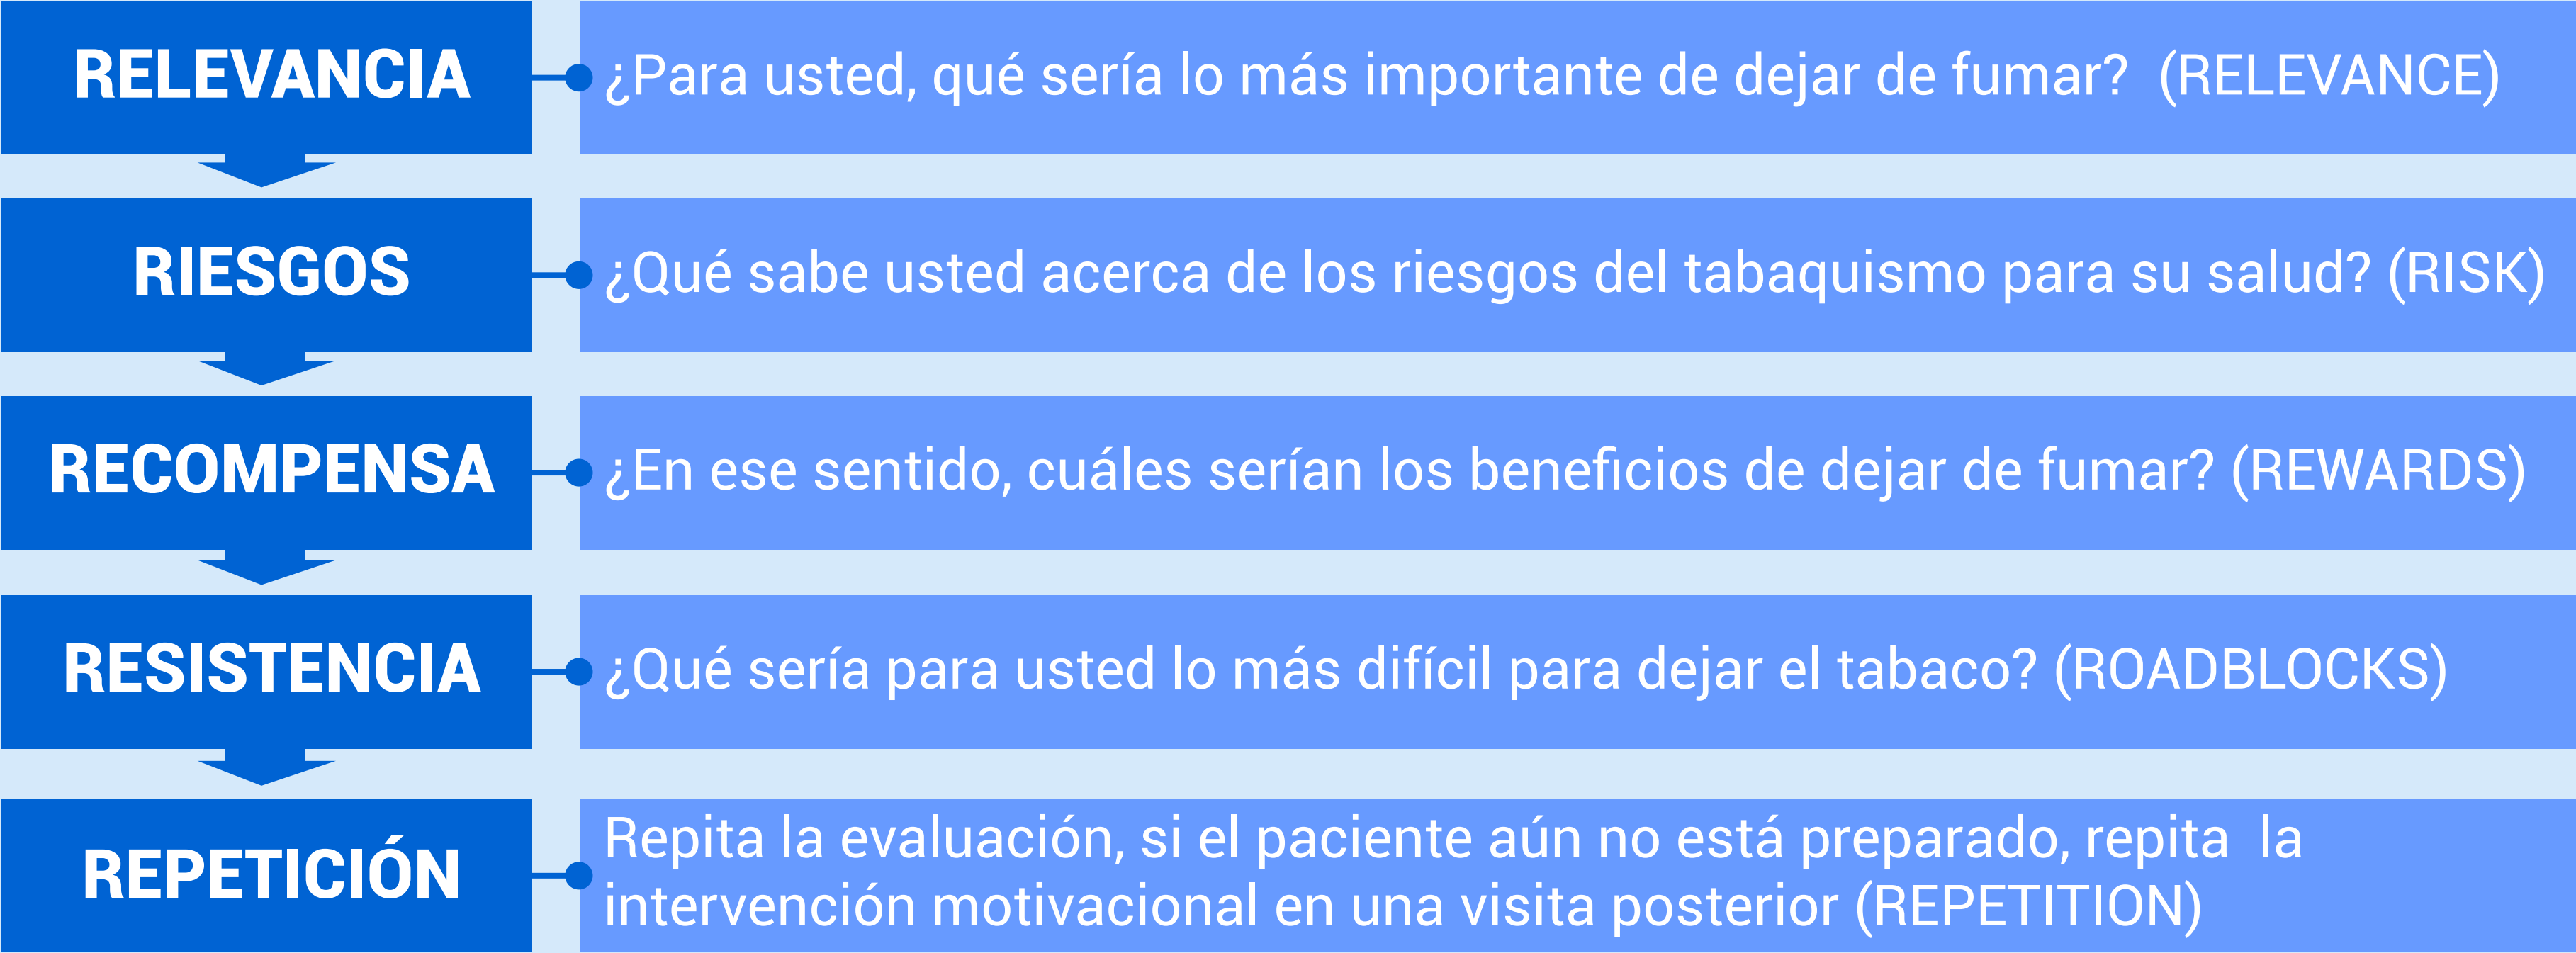 RELEVANCIA
¿Para usted, qué sería lo más importante de dejar de fumar? (RELEVANCE)
RIESGOS
¿Qué sabe usted acerca de los riesgos del tabaquismo para su salud? (RISK)
RECOMPENSA
¿En ese sentido, cuáles serían los beneficios de dejar de fumar? (REWARDS)
RESISTENCIA
¿Qué sería para usted lo más difícil para dejar el tabaco? (ROADBLOCKS)
REPETICIÓN
Repita la evaluación, si el paciente aún no está preparado, repita la
intervención motivacional en una visita posterior (REPETITION)